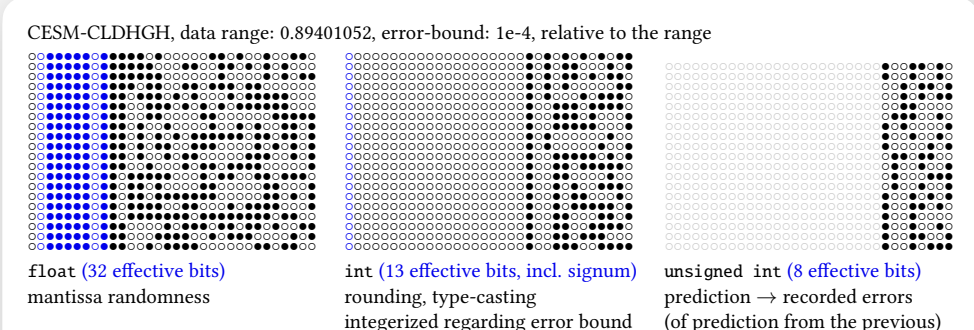 CESM-CLDHGH, data range: 0.89401052, error-bound: 1e-4, relative to the range
float (32 effective bits)
mantissa randomness
int (13 effective bits, incl. signum)
rounding, type-casting
integerized regarding error bound
unsigned int (8 effective bits)
prediction → recorded errors
(of prediction from the previous)